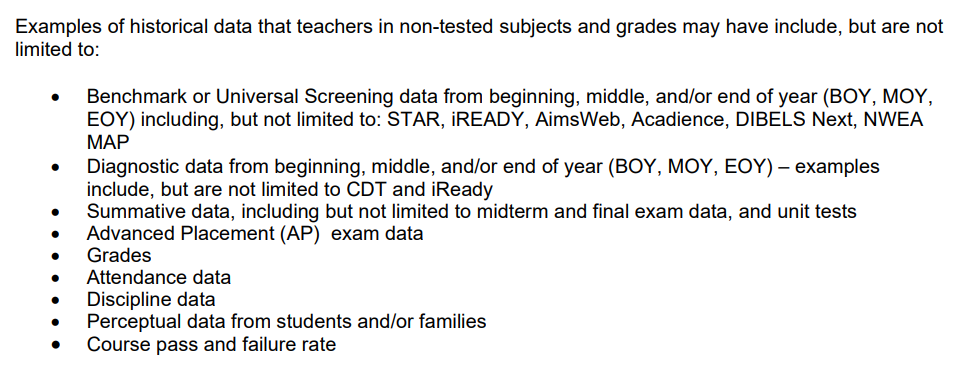 Examples of historical data that teachers in non-tested subjects and grades may have include, but are not
limited to:
• Benchmark or Universal Screening data from beginning, middle, and/or end of year (BOY, MOY,
EOY) including, but not limited to: STAR, iREADY, AimsWeb, Acadience, DIBELS Next, NWEA
MAP
• Diagnostic data from beginning, middle, and/or end of year (BOY, MOY, EOY) – examples
include, but are not limited to CDT and iReady
• Summative data, including but not limited to midterm and final exam data, and unit tests
• Advanced Placement (AP)  exam data
• Grades
• Attendance data
• Discipline data
• Perceptual data from students and/or families
• Course pass and failure rate